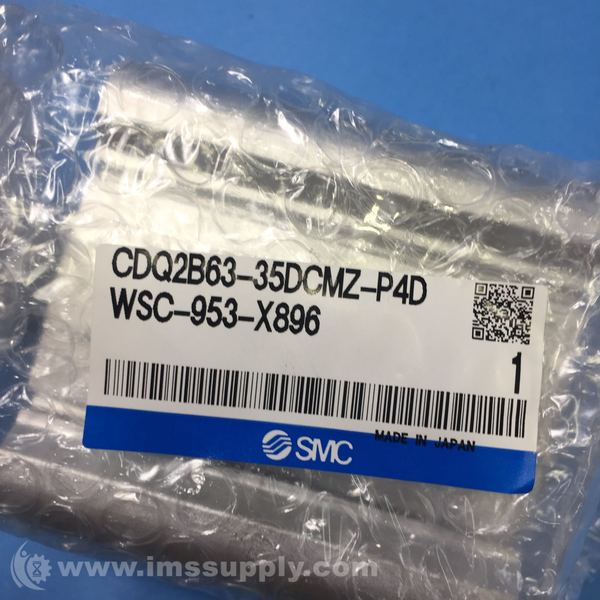 CDQ2B63-35DCMZ-P4D
WSC-953-X896
1
SMC
MADE IN JAPAN
www.imssupply.com